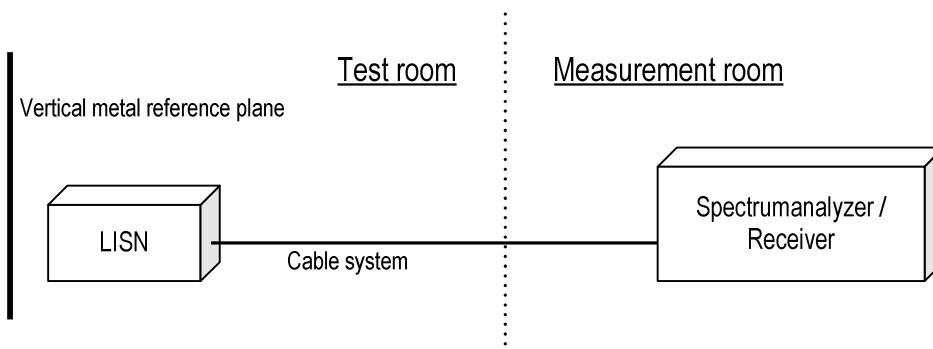 Test room
Measurement room
Vertical metal reference plane
LISN
Cable system
Spectrumanalyzer /
Receiver